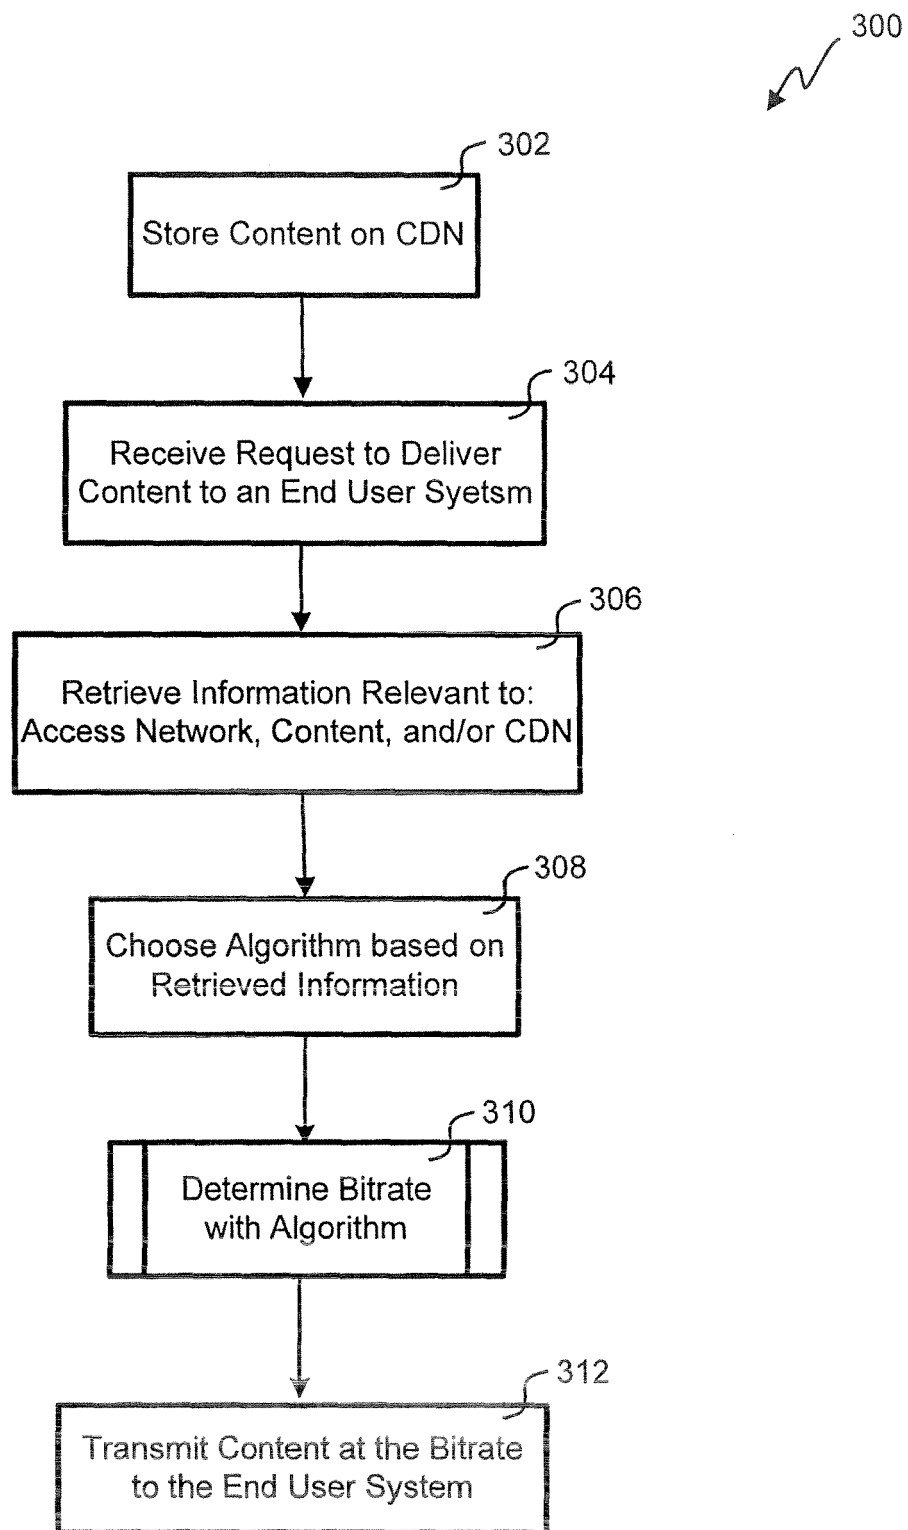 300
302
Store Content on CDN
304
Receive Request to Deliver
Content to an End User Syetsm
306
Retrieve Information Relevant to:
Access Network, Content, and/or CDN
308
Choose Algorithm based on
Retrieved Information
310
Determine Bitrate
with Algorithm
312
Transmit Content at the Bitrate
to the End User System